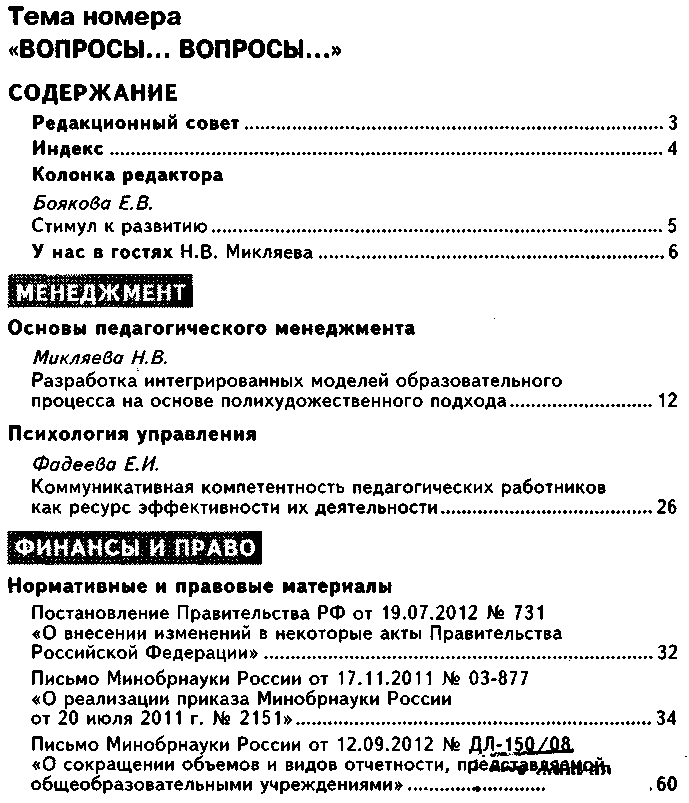 Тема номера
«ВОПРОСЫ... ВОПРОСЫ...»
СОДЕРЖАНИЕ
Редакционный совет ........ 3
Индекс ........ 4
Колонка редактора
Боякова Е.В.
Стимул к развитию ........ 5
У нас в гостях Н.В. Микляева ........ 6
МЕНЕДЖМЕНТ
Основы педагогического менеджмента
Микляева Н.В.
Разработка интегрированных моделей образовательного
процесса на основе полихудожественного подхода ........ 12
Психология управления
Фадеева Е.И.
Коммуникативная компетентность педагогических работников
как ресурс эффективности их деятельности ........ 26
ФИНАНСЫ И ПРАВО
Нормативные и правовые материалы
Постановление Правительства РФ от 19.07.2012 № 731
«О внесении изменений в некоторые акты Правительства
Российской Федерации» ........ 32
Письмо Минобрнауки России от 17.11.2011 № 03-877
«О реализации приказа Минобрнауки России
от 20 июля 2011 г. № 2151» ........ 34
Письмо Минобрнауки России от 12.09.2012 № ДЛ-150/08
«О сокращении объемов и видов отчетности, представляемой
общеобразовательными учреждениями» ........ 60